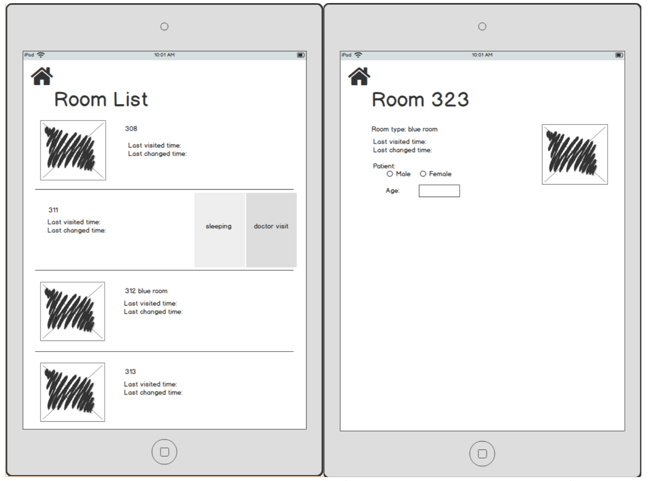 iPod
10:01 AM
Room List
308
Last visited time:
Last changed time:
311
Last visited time:
Last changed time:
sleeping
doctor visit
312 blue room
Last visited time:
Last changed time:
313
Last visited time:
Last changed time:
iPod
10:01 AM
Room 323
Room type: blue room
Last visited time:
Last changed time:
Patient:
Male Female
Age: